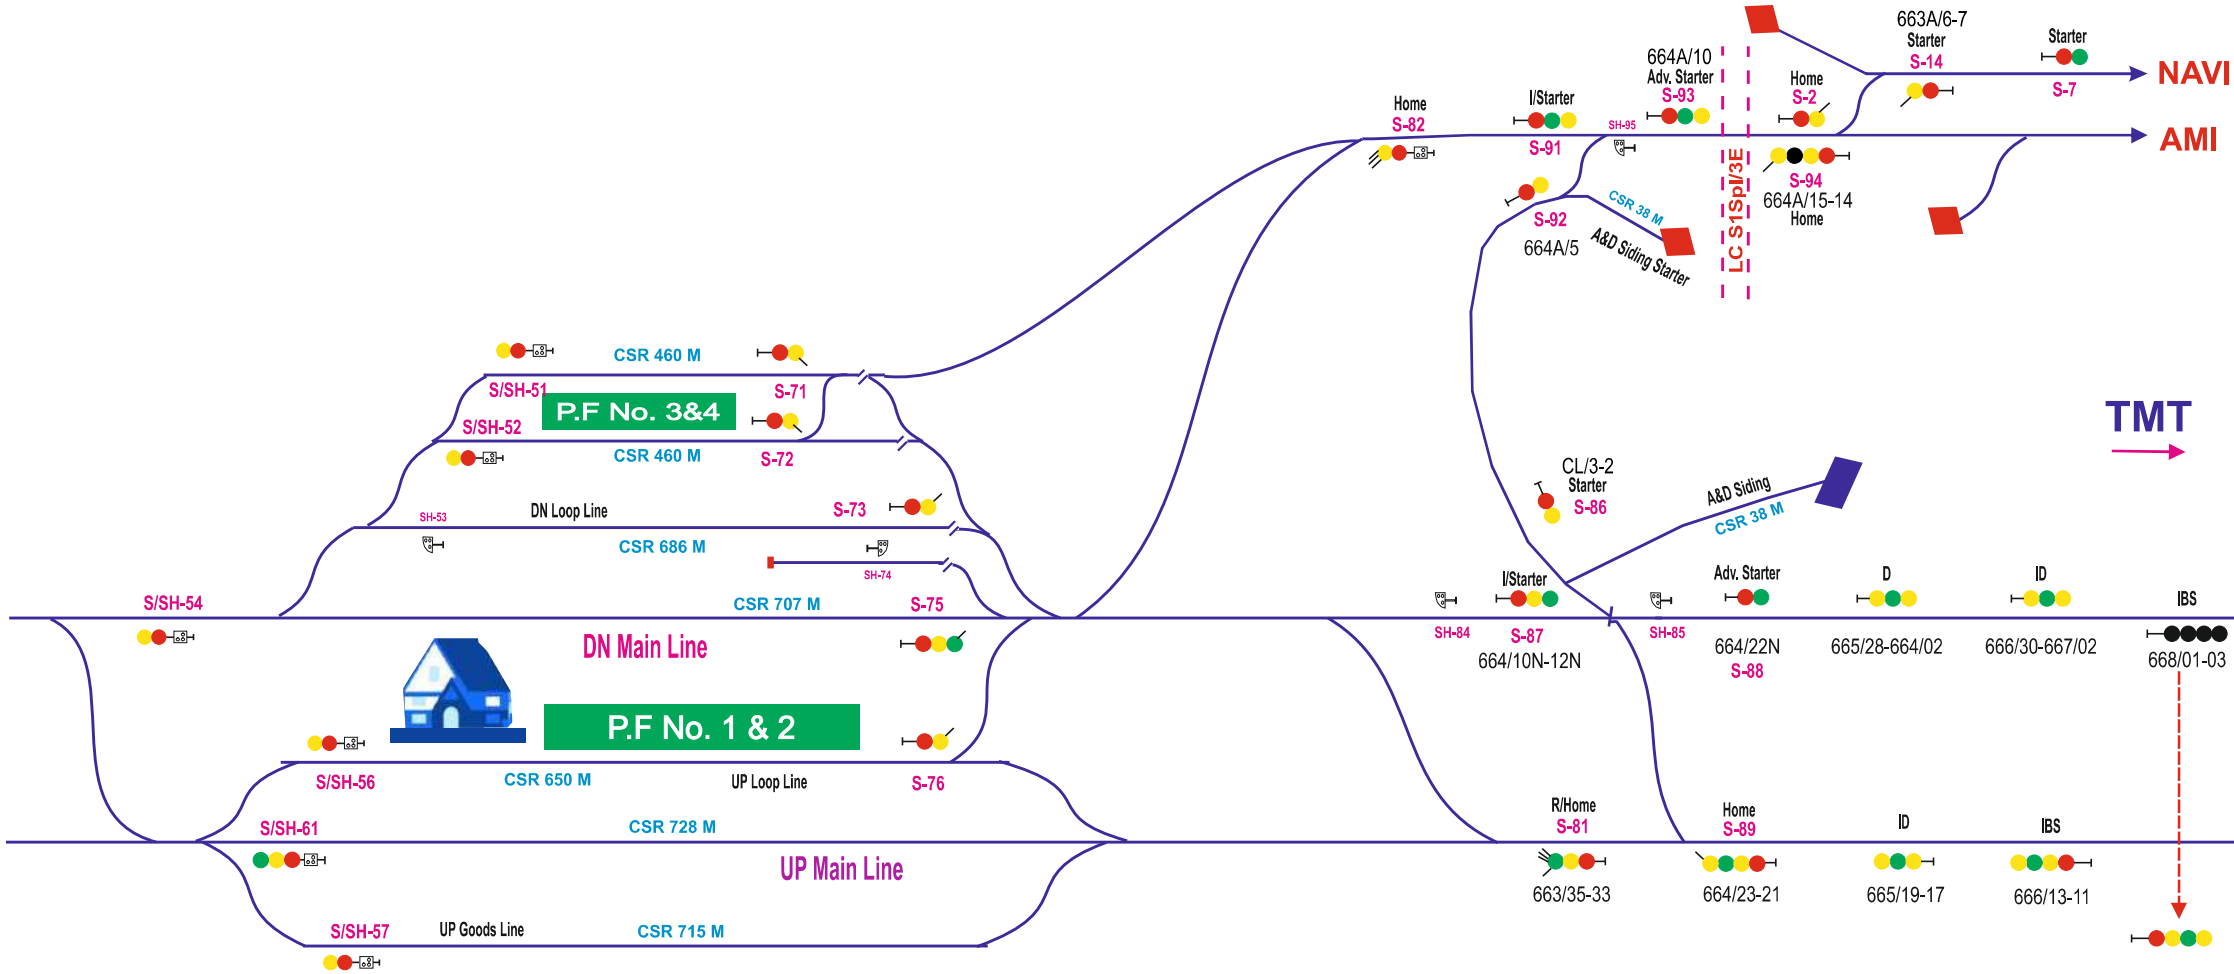 663A/6-7
Starter
S-14
Starter
S-7
NAVI
664A/10
Adv. Starter
S-93
Home
S-2
Home
S-82
I/Starter
S-91
SH-95
AMI
LC S1Spl/3E
S-94
664A/15-14
Home
S-92
664A/5
CSR 38 M
A&D Siding Starter
CSR 460 M
S/SH-51
S-71
P.F No. 3&4
S/SH-52
CSR 460 M
S-72
TMT
CL/3-2
Starter
S-86
A&D Siding
CSR 38 M
SH-53
DN Loop Line
S-73
CSR 686 M
SH-74
S/SH-54
CSR 707 M
S-75
DN Main Line
I/Starter
SH-84
S-87
664/10N-12N
SH-85
Adv. Starter
664/22N
S-88
D
665/28-664/02
ID
666/30-667/02
IBS
668/01-03
P.F No. 1 & 2
S/SH-56
CSR 650 M
UP Loop Line
S-76
S/SH-61
CSR 728 M
UP Main Line
R/Home
S-81
663/35-33
Home
S-89
664/23-21
ID
665/19-17
IBS
666/13-11
S/SH-57
UP Goods Line
CSR 715 M